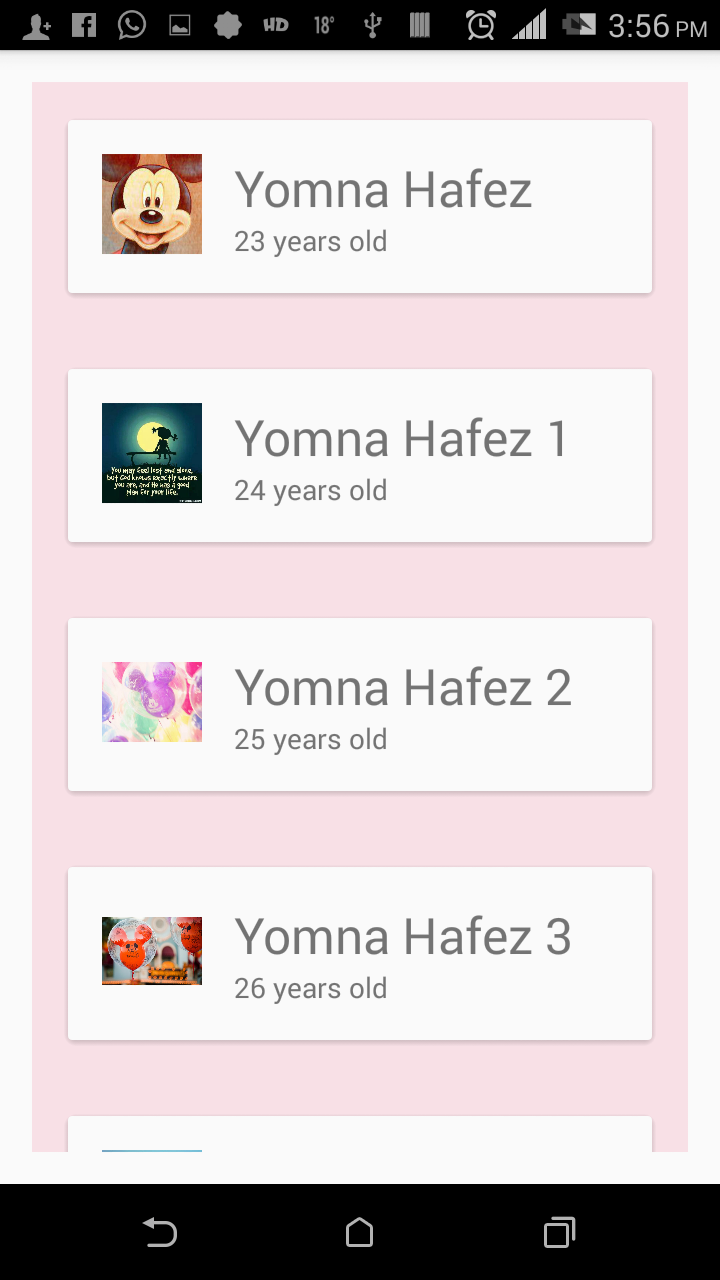 HD 18° 3:56 PM
Yomna Hafez
23 years old
Yomna Hafez 1
24 years old
You may feel lost and alone,
but God knows exactly where
you are, and He has a good
plan for your life.
Yomna Hafez 2
25 years old
Yomna Hafez 3
26 years old